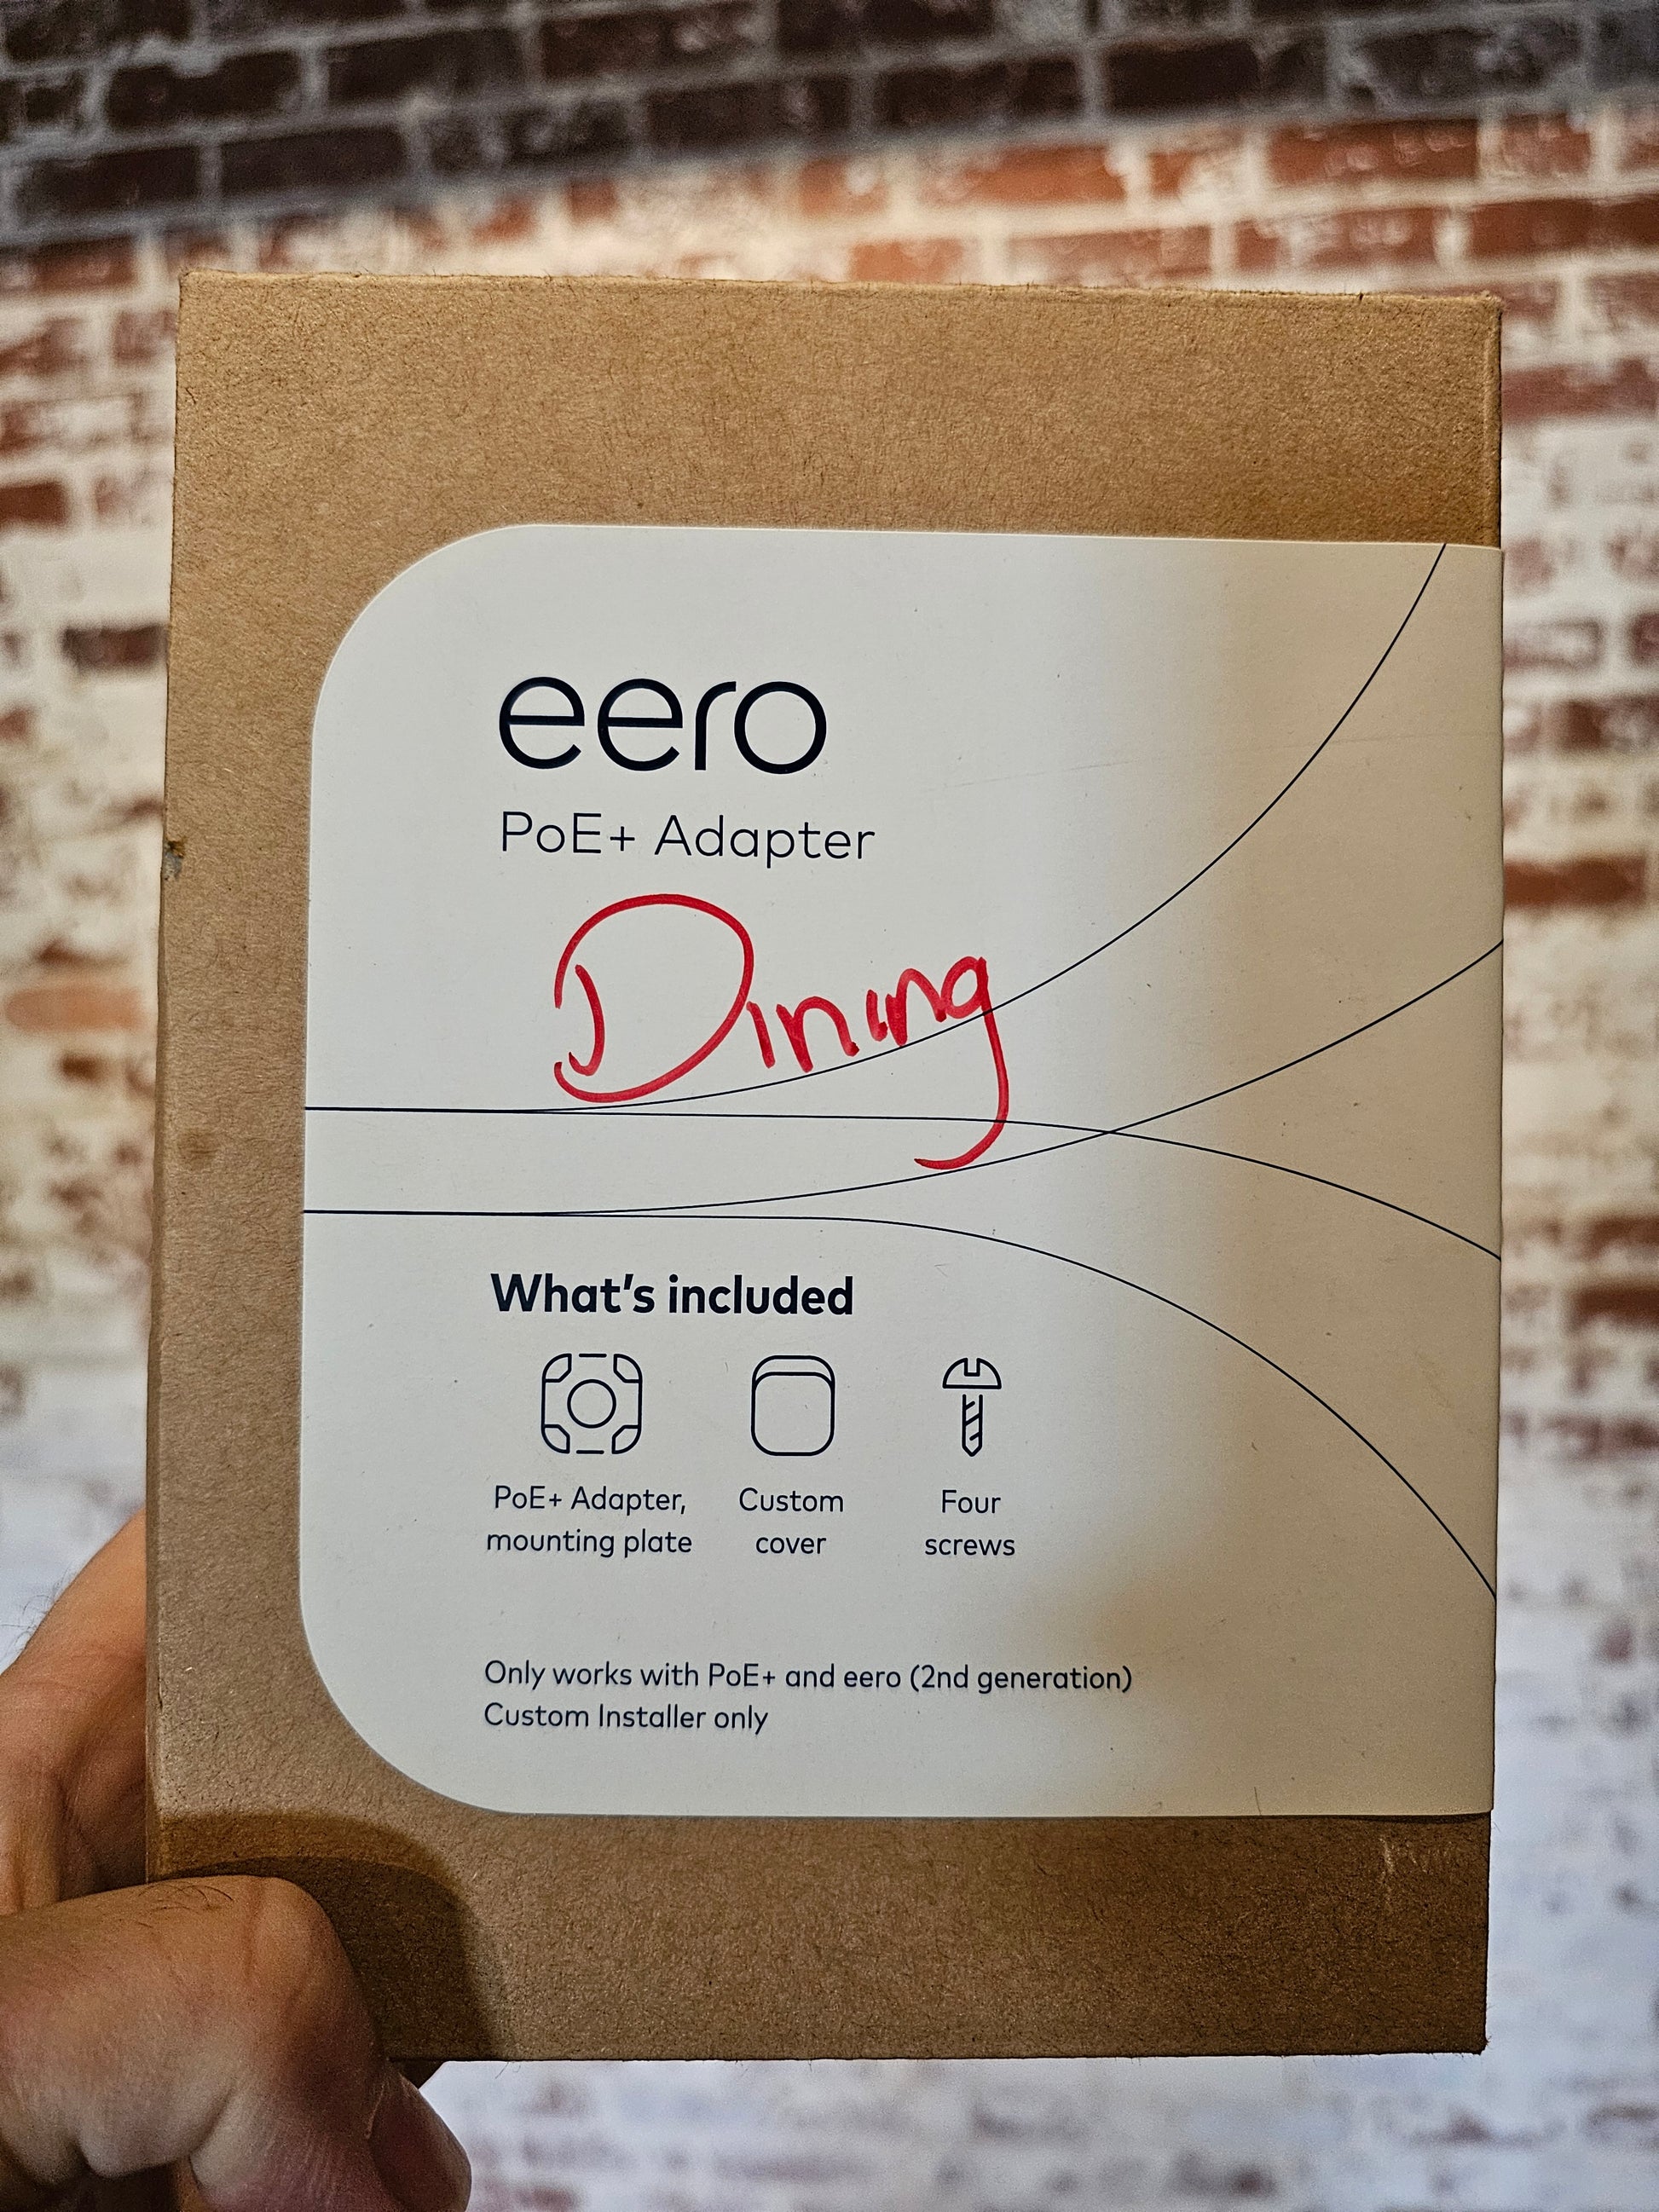 eero
PoE+ Adapter
Dining
What's included
PoE+ Adapter,
mounting plate
Custom
cover
Four
screws
Only works with PoE+ and eero (2nd generation)
Custom Installer only